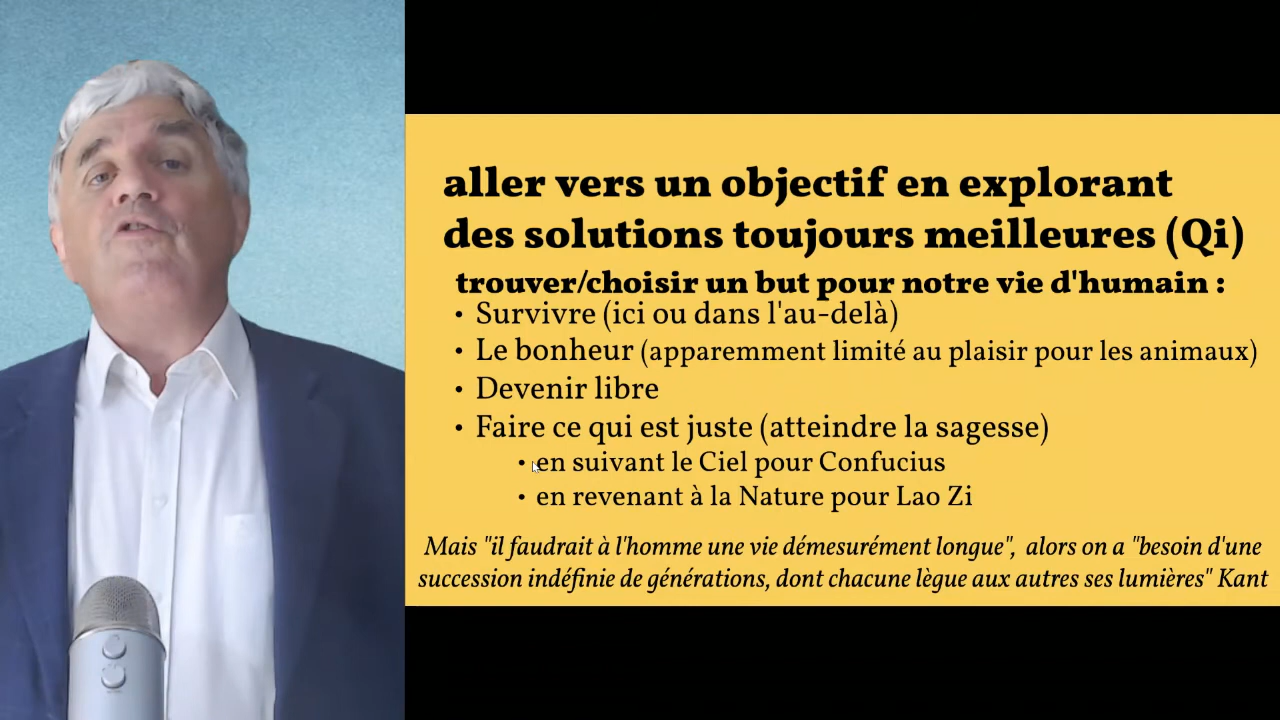 aller vers un objectif en explorant
des solutions toujours meilleures (Qi)
trouver/choisir un but pour notre vie d'humain :
• Survivre (ici ou dans l'au-delà)
• Le bonheur (apparemment limité au plaisir pour les animaux)
• Devenir libre
• Faire ce qui est juste (atteindre la sagesse)
• en suivant le Ciel pour Confucius
• en revenant à la Nature pour Lao Zi
Mais "il faudrait à l'homme une vie démesurément longue", alors on a "besoin d'une
succession indéfinie de générations, dont chacune lègue aux autres ses lumières" Kant